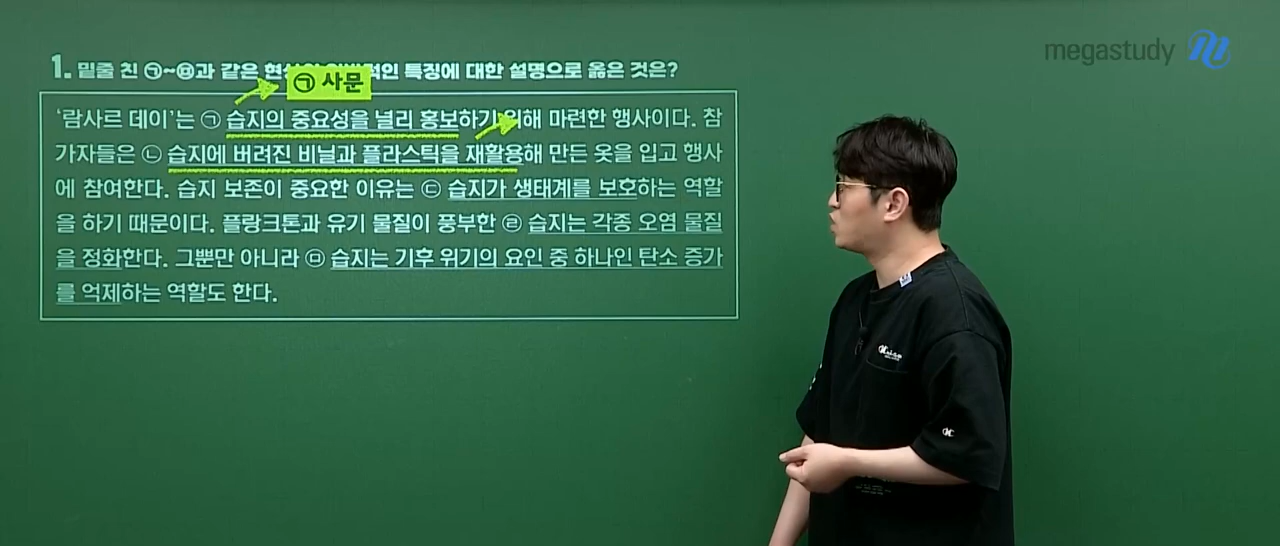 megastudy
1. 밑줄 친 ㉠~㉤과 같은 현상의 일반적인 특징에 대한 설명으로 옳은 것은?
㉠ 사문
‘람사르 데이’는 ㉠ 습지의 중요성을 널리 홍보하기 위해 마련한 행사이다. 참
가자들은 ㉡ 습지에 버려진 비닐과 플라스틱을 재활용해 만든 옷을 입고 행사
에 참여한다. 습지 보존이 중요한 이유는 ㉢ 습지가 생태계를 보호하는 역할
을 하기 때문이다. 플랑크톤과 유기 물질이 풍부한 ㉣ 습지는 각종 오염 물질
을 정화한다. 그뿐만 아니라 ㉤ 습지는 기후 위기의 요인 중 하나인 탄소 증가
를 억제하는 역할도 한다.